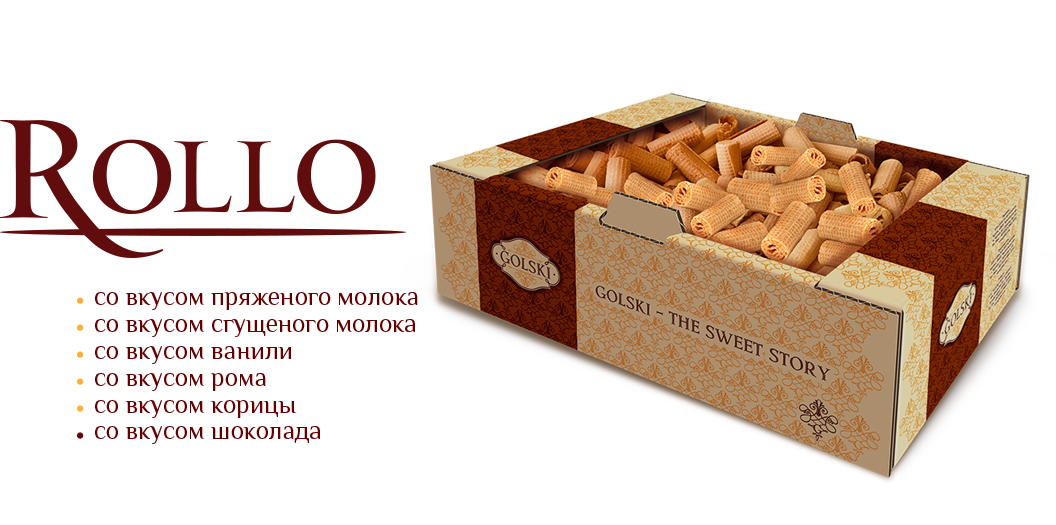 ROLLO
со вкусом пряженого молока
со вкусом сгущеного молока
со вкусом ванили
со вкусом рома
со вкусом корицы
со вкусом шоколада
GOLSKI
GOLSKI – THE SWEET STORY
GOLSKI